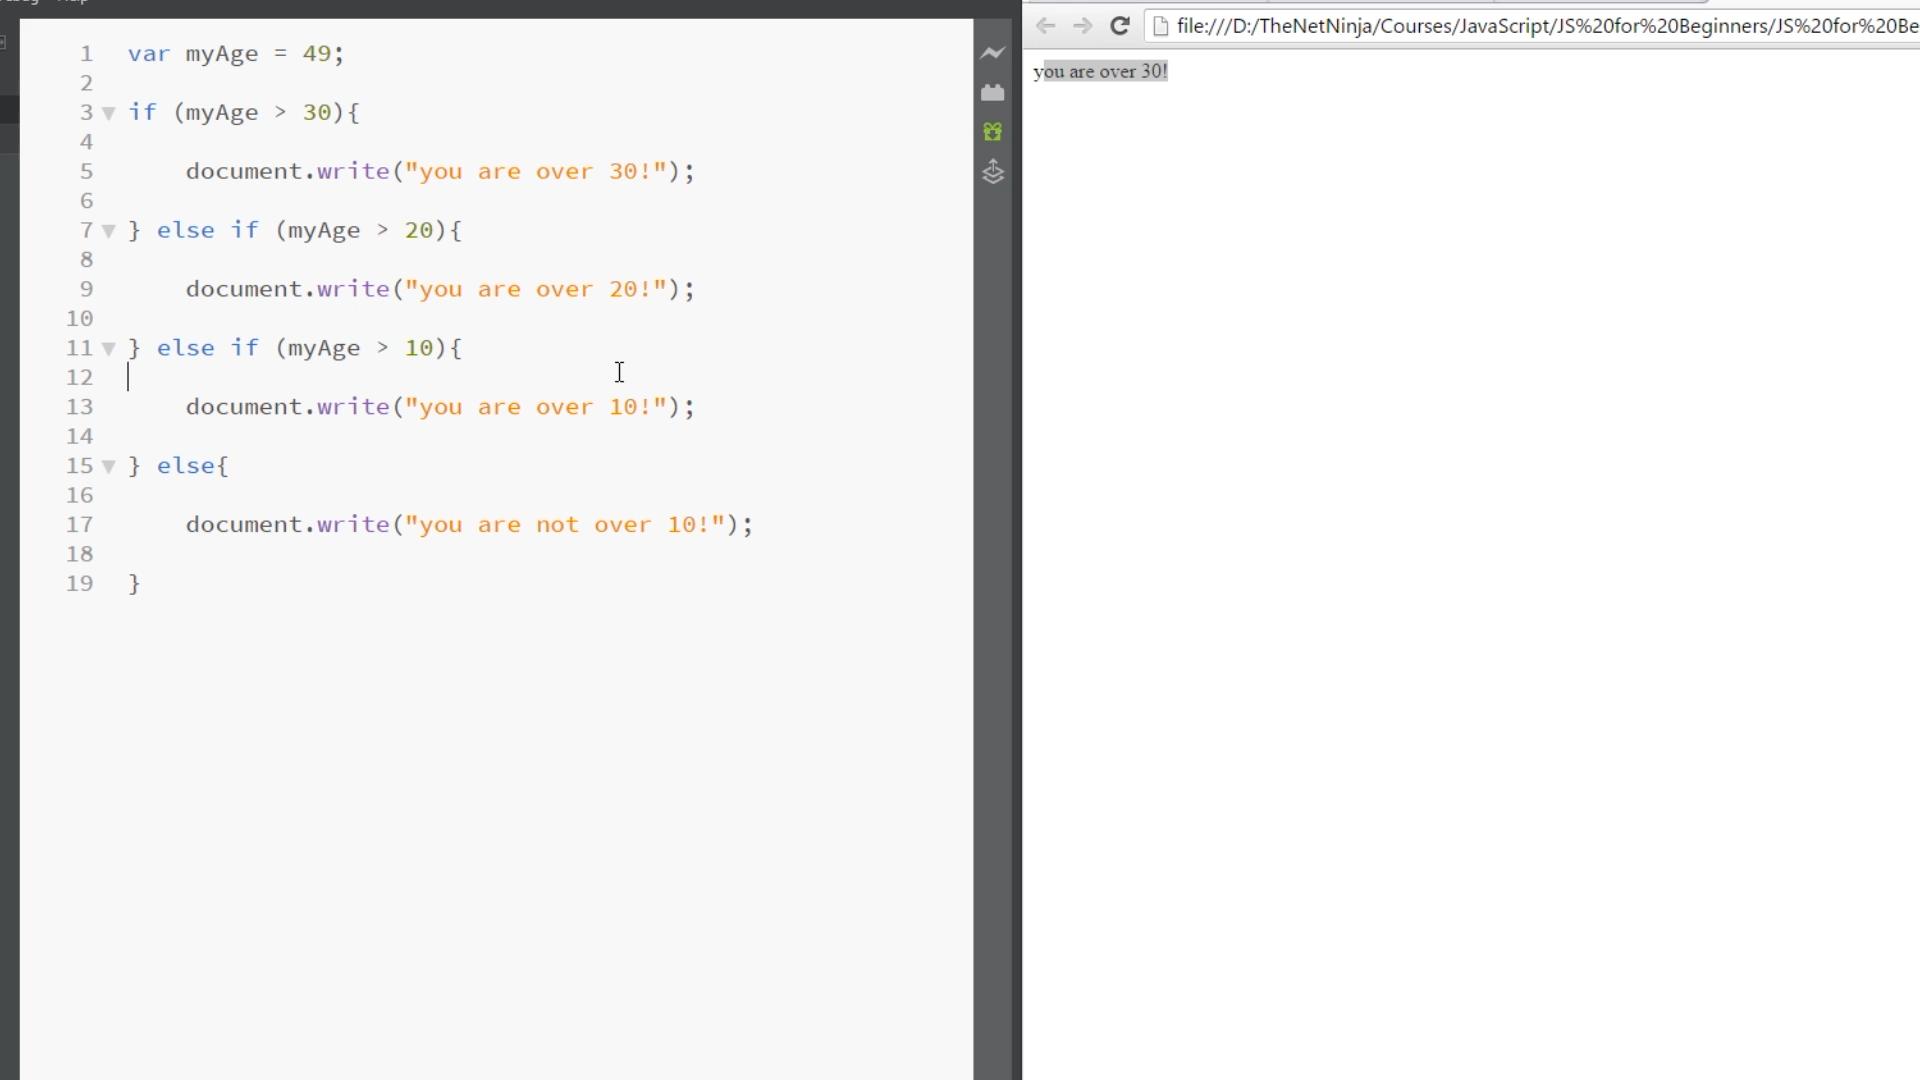 1 var myAge = 49;
2
3 if (myAge > 30){
4
5 document.write("you are over 30!");
6
7 } else if (myAge > 20){
8
9 document.write("you are over 20!");
10
11 } else if (myAge > 10){
12
13 document.write("you are over 10!");
14
15 } else{
16
17 document.write("you are not over 10!");
18
19 }
file:///D:/TheNetNinja/Courses/JavaScript/JS%20for%20Beginners/JS%20for%20Be
you are over 30!